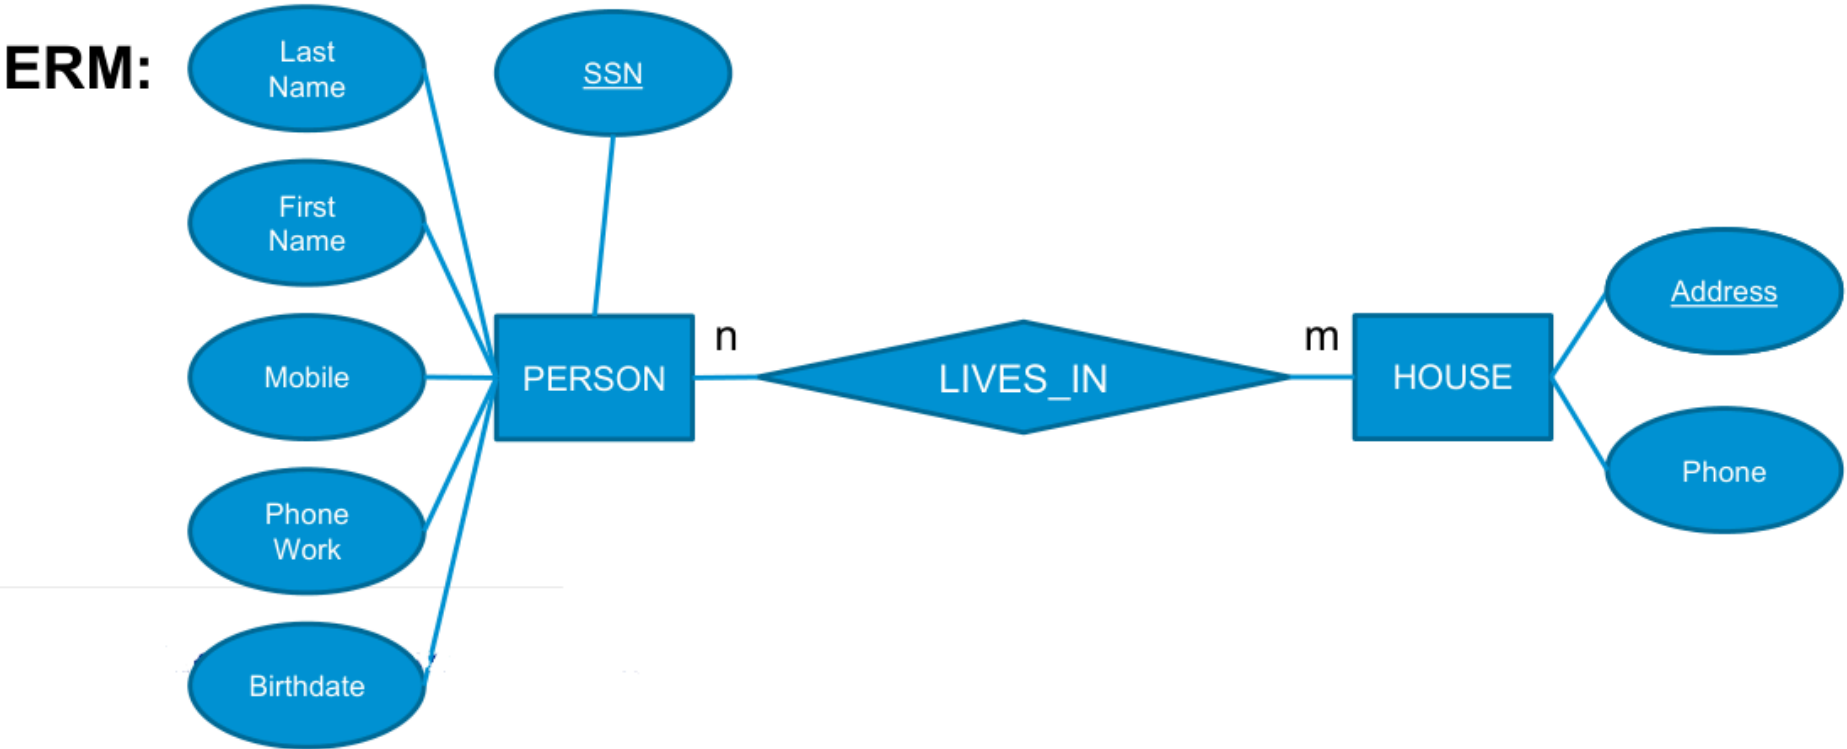 ERM:
Last
Name
SSN
First
Name
Address
n
m
Mobile
PERSON
LIVES_IN
HOUSE
Phone
Phone
Work
Birthdate